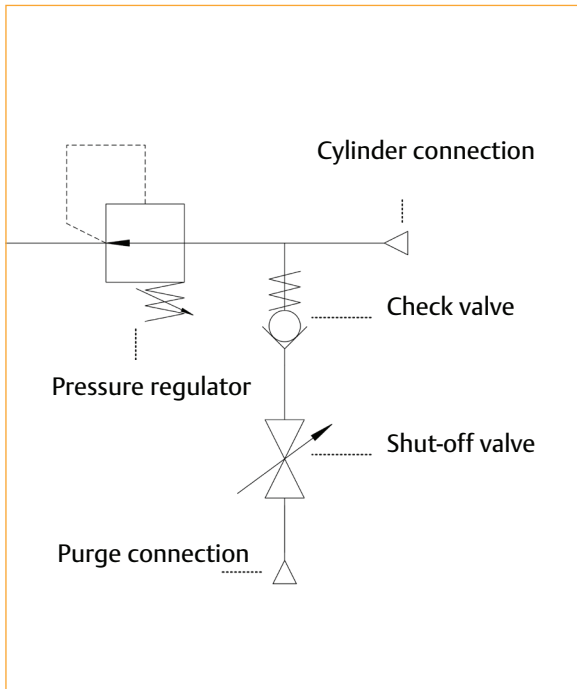 Cylinder connection
Check valve
Pressure regulator
Shut-off valve
Purge connection